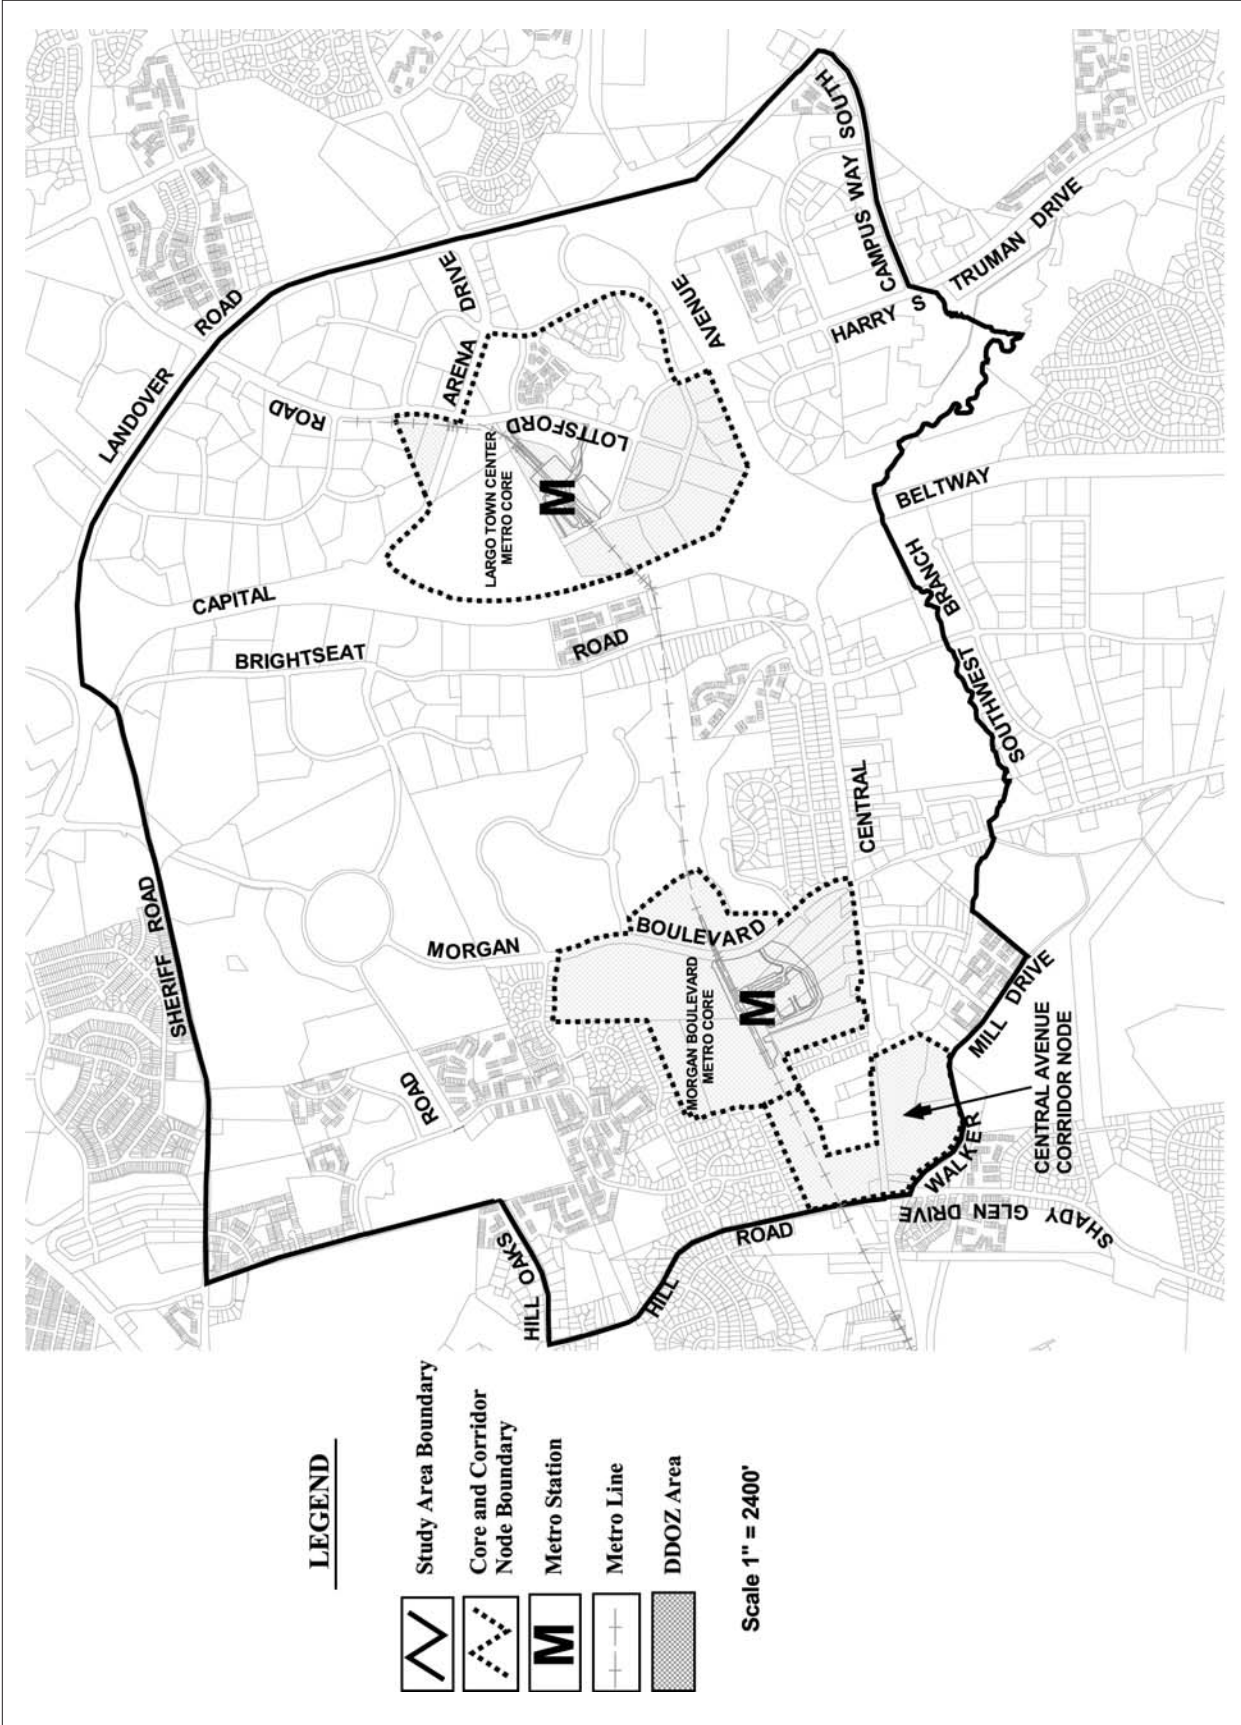 LANDOVER
ROAD
SHERIFF ROAD
ROAD
ARENA DRIVE
CAPITAL
BRIGHTSEAT
ROAD
LARGO TOWN CENTER
METRO CORE
M
LOTTSFORD
AVENUE
CAMPUS WAY SOUTH
HARRY S TRUMAN DRIVE
BELTWAY
SOUTHWEST BRANCH
CENTRAL
MORGAN
BOULEVARD
MORGAN BOULEVARD
METRO CORE
M
ROAD
HILL OAKS
HILL
ROAD
WALKER
MILL DRIVE
SHADY GLEN DRIVE
CENTRAL AVENUE
CORRIDOR NODE
LEGEND
Study Area Boundary
Core and Corridor
Node Boundary
M Metro Station
Metro Line
DDOZ Area
Scale 1" = 2400'